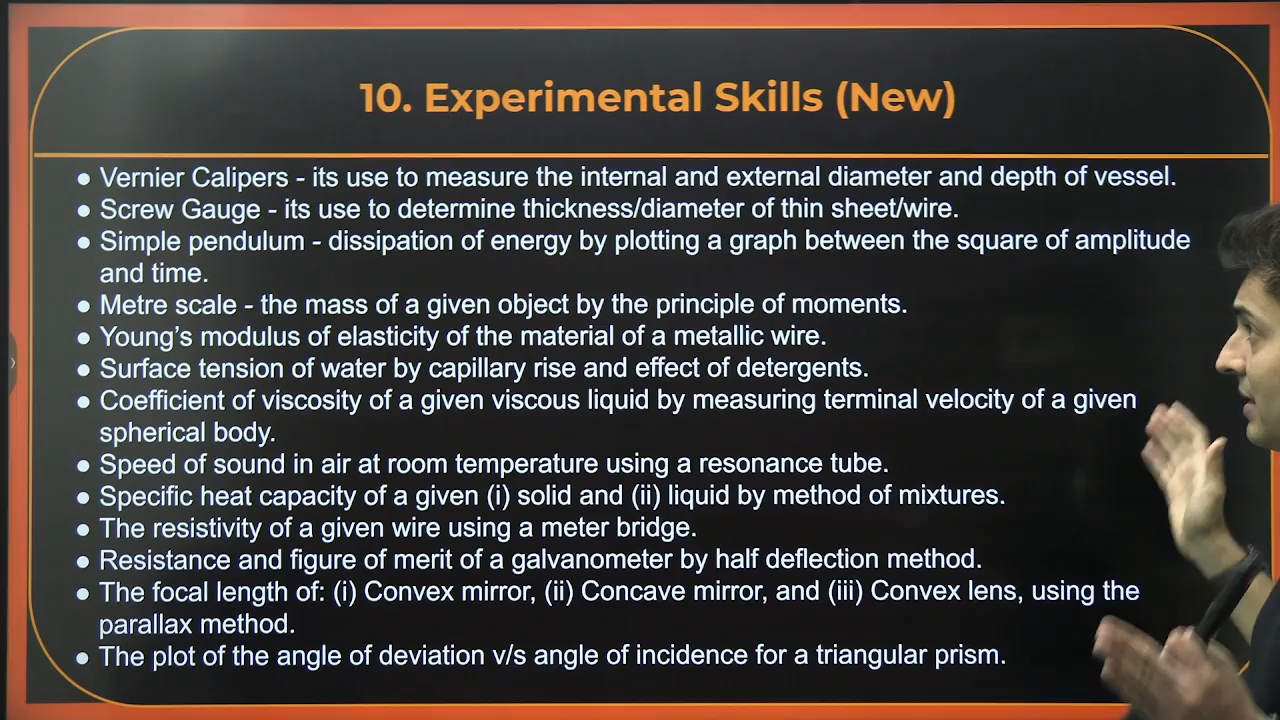 10. Experimental Skills (New)
● Vernier Calipers - its use to measure the internal and external diameter and depth of vessel.
● Screw Gauge - its use to determine thickness/diameter of thin sheet/wire.
● Simple pendulum - dissipation of energy by plotting a graph between the square of amplitude
and time.
● Metre scale - the mass of a given object by the principle of moments.
● Young's modulus of elasticity of the material of a metallic wire.
● Surface tension of water by capillary rise and effect of detergents.
● Coefficient of viscosity of a given viscous liquid by measuring terminal velocity of a given
spherical body.
● Speed of sound in air at room temperature using a resonance tube.
● Specific heat capacity of a given (i) solid and (ii) liquid by method of mixtures.
● The resistivity of a given wire using a meter bridge.
● Resistance and figure of merit of a galvanometer by half deflection method.
● The focal length of: (i) Convex mirror, (ii) Concave mirror, and (iii) Convex lens, using the
parallax method.
● The plot of the angle of deviation v/s angle of incidence for a triangular prism.